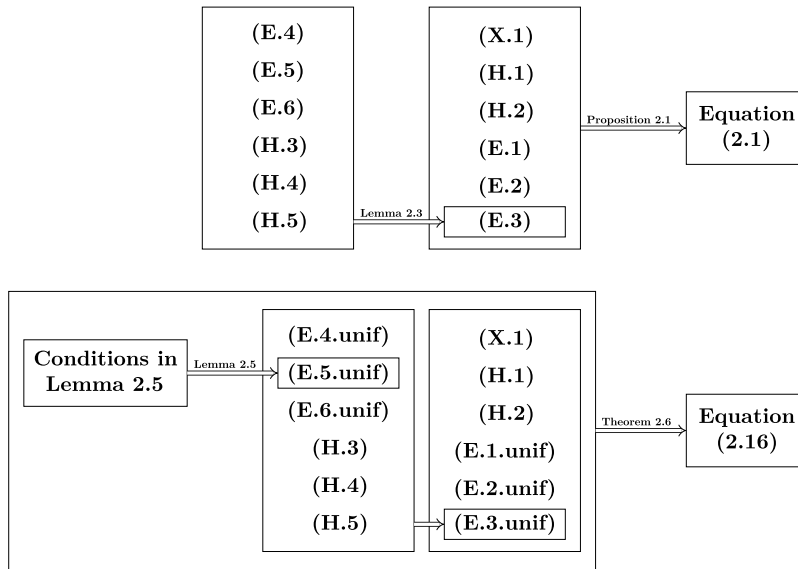 (E.4)
(E.5)
(E.6)
(H.3)
(H.4)
(H.5)
Lemma 2.3
(X.1)
(H.1)
(H.2)
(E.1)
(E.2)
(E.3)
Proposition 2.1
Equation
(2.1)
Conditions in
Lemma 2.5
Lemma 2.5
(E.4.unif)
(E.5.unif)
(E.6.unif)
(H.3)
(H.4)
(H.5)
(X.1)
(H.1)
(H.2)
(E.1.unif)
(E.2.unif)
(E.3.unif)
Theorem 2.6
Equation
(2.16)